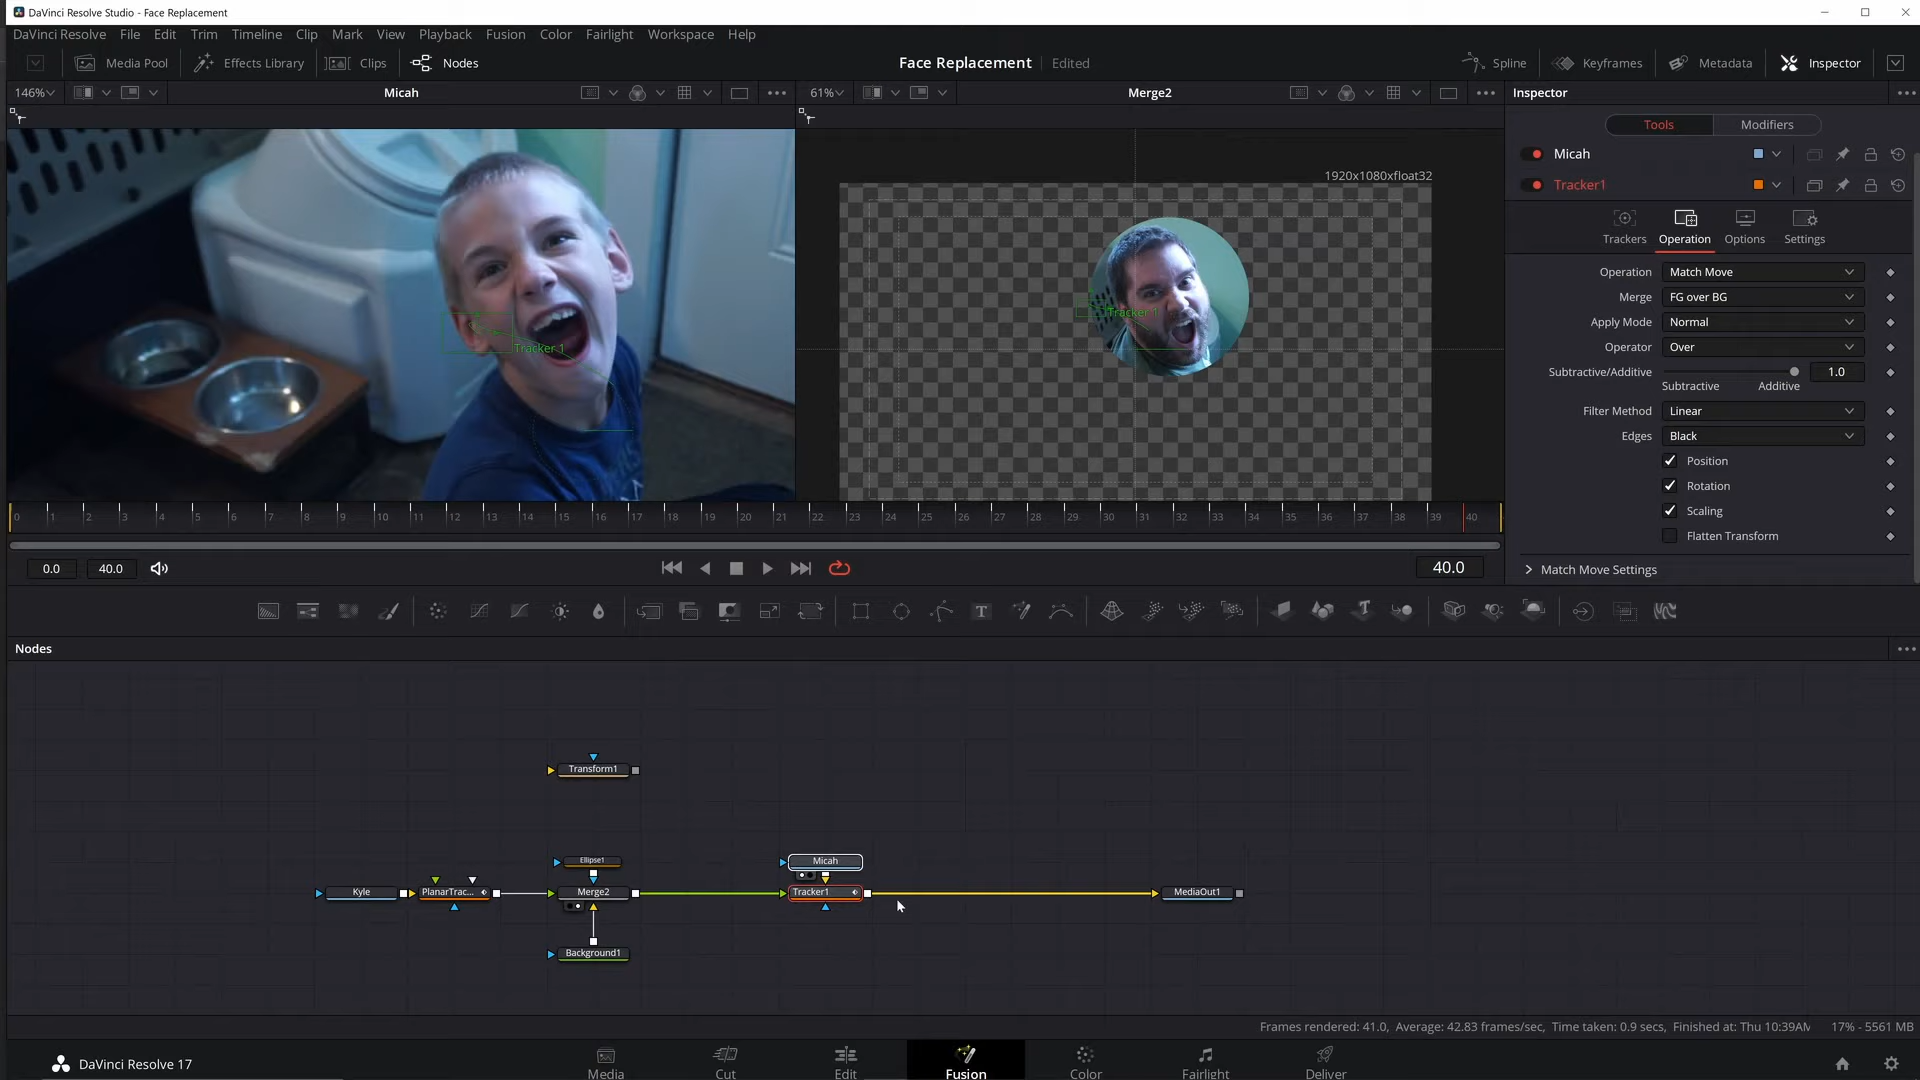 DaVinci Resolve Studio - Face Replacement
DaVinci Resolve File Edit Trim Timeline Clip Mark View Playback Fusion Color Fairlight Workspace Help
Media Pool Effects Library Clips Nodes Face Replacement Edited Spline Keyframes Metadata Inspector
146% Micah 61% Merge2 Inspector
Tools Modifiers
Micah
Tracker1
Trackers Operation Options Settings
1920x1080xfloat32
Tracker 1
Tracker 1
Operation Match Move
Merge FG over BG
Apply Mode Normal
Operator Over
Subtractive/Additive 1.0
Subtractive Additive
Filter Method Linear
Edges Black
Position
Rotation
Scaling
Flatten Transform
Match Move Settings
0 1 2 3 4 5 6 7 8 9 10 11 12 13 14 15 16 17 18 19 20 21 22 23 24 25 26 27 28 29 30 31 32 33 34 35 36 37 38 39 40
0.0 40.0 40.0
Nodes
Transform1
Ellipse1
Micah
Kyle PlanarTrac... Merge2 Tracker1 MediaOut1
Background1
Frames rendered: 41.0, Average: 42.83 frames/sec, Time taken: 0.9 secs, Finished at: Thu 10:39AM 17% - 5561 MB
DaVinci Resolve 17
Media Cut Edit Fusion Color Fairlight Deliver